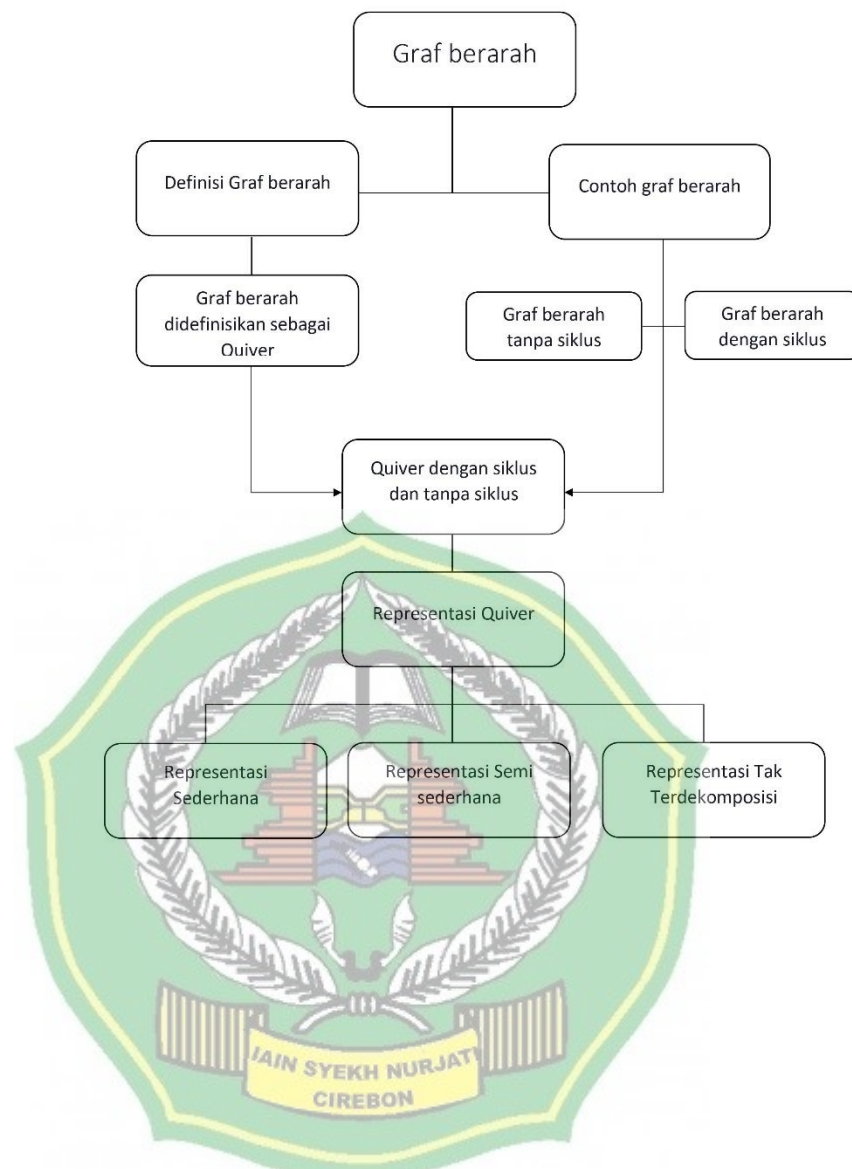 Graf berarah
Definisi Graf berarah
Contoh graf berarah
Graf berarah
didefinisikan sebagai
Quiver
Graf berarah
tanpa siklus
Graf berarah
dengan siklus
Quiver dengan siklus
dan tanpa siklus
Representasi Quiver
Representasi
Sederhana
Representasi Semi
sederhana
Representasi Tak
Terdekomposisi
IAIN SYEKH NURJATI
CIREBON